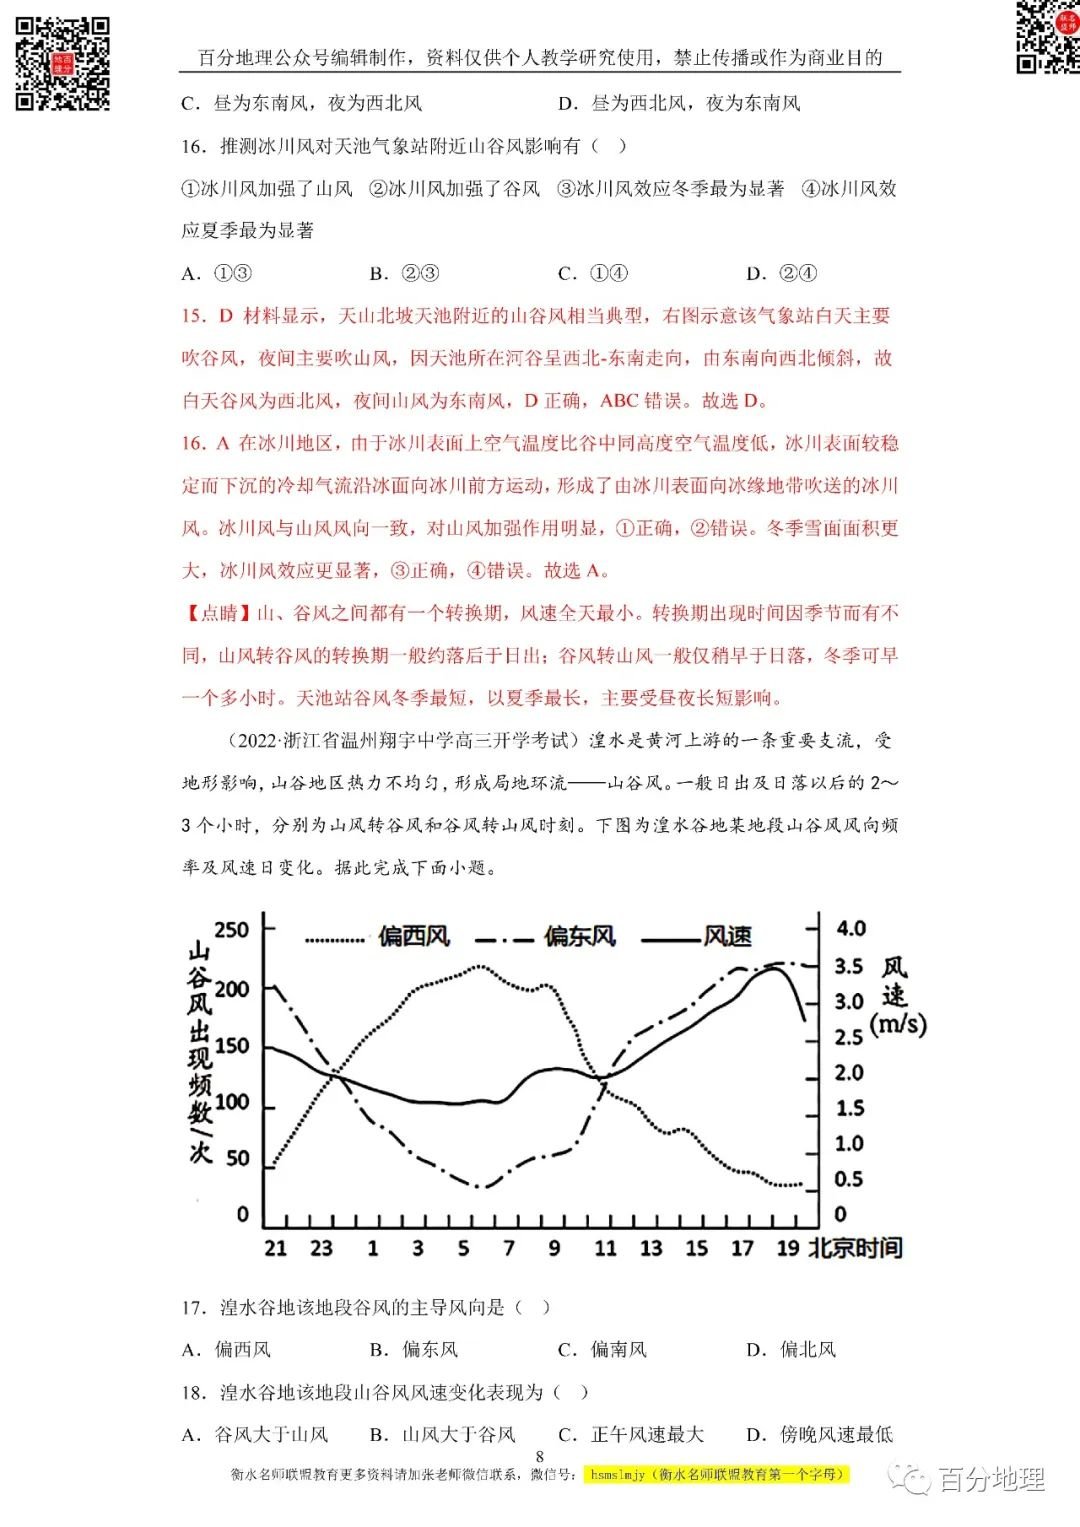 百分地理公众号编辑制作，资料仅供个人教学研究使用，禁止传播或作为商业目的
C．昼为东南风，夜为西北风 D．昼为西北风，夜为东南风
16．推测冰川风对天池气象站附近山谷风影响有（ ）
①冰川风加强了山风 ②冰川风加强了谷风 ③冰川风效应冬季最为显著 ④冰川风效
应夏季最为显著
A．①③ B．②③ C．①④ D．②④
15．D 材料显示，天山北坡天池附近的山谷风相当典型，右图示意该气象站白天主要
吹谷风，夜间主要吹山风，因天池所在河谷呈西北-东南走向，由东南向西北倾斜，故
白天谷风为西北风，夜间山风为东南风，D 正确，ABC 错误。故选 D。
16．A 在冰川地区，由于冰川表面上空气温度比谷中同高度空气温度低，冰川表面较稳
定而下沉的冷却气流沿冰面向冰川前方运动，形成了由冰川表面向冰缘地带吹送的冰川
风。冰川风与山风风向一致，对山风加强作用明显，①正确，②错误。冬季雪面面积更
大，冰川风效应更显著，③正确，④错误。故选 A。
【点睛】山、谷风之间都有一个转换期，风速全天最小。转换期出现时间因季节而有不
同，山风转谷风的转换期一般约落后于日出；谷风转山风一般仅稍早于日落，冬季可早
一个多小时。天池站谷风冬季最短，以夏季最长，主要受昼夜长短影响。
（2022·浙江省温州翔宇中学高三开学考试）湟水是黄河上游的一条重要支流，受
地形影响，山谷地区热力不均匀，形成局地环流——山谷风。一般日出及日落以后的 2～
3 个小时，分别为山风转谷风和谷风转山风时刻。下图为湟水谷地某地段山谷风风向频
率及风速日变化。据此完成下面小题。
偏西风 偏东风 风速
山谷风出现频数/次
250
200
150
100
50
0
4.0
3.5
3.0
2.5
2.0
1.5
1.0
0.5
0
风速(m/s)
21 23 1 3 5 7 9 11 13 15 17 19 北京时间
17．湟水谷地该地段谷风的主导风向是（ ）
A．偏西风 B．偏东风 C．偏南风 D．偏北风
18．湟水谷地该地段山谷风风速变化表现为（ ）
A．谷风大于山风 B．山风大于谷风 C．正午风速最大 D．傍晚风速最低
8
衡水名师联盟教育更多资料请加张老师微信联系，微信号： hsmslmjy（衡水名师联盟教育第一个字母）
百分地理